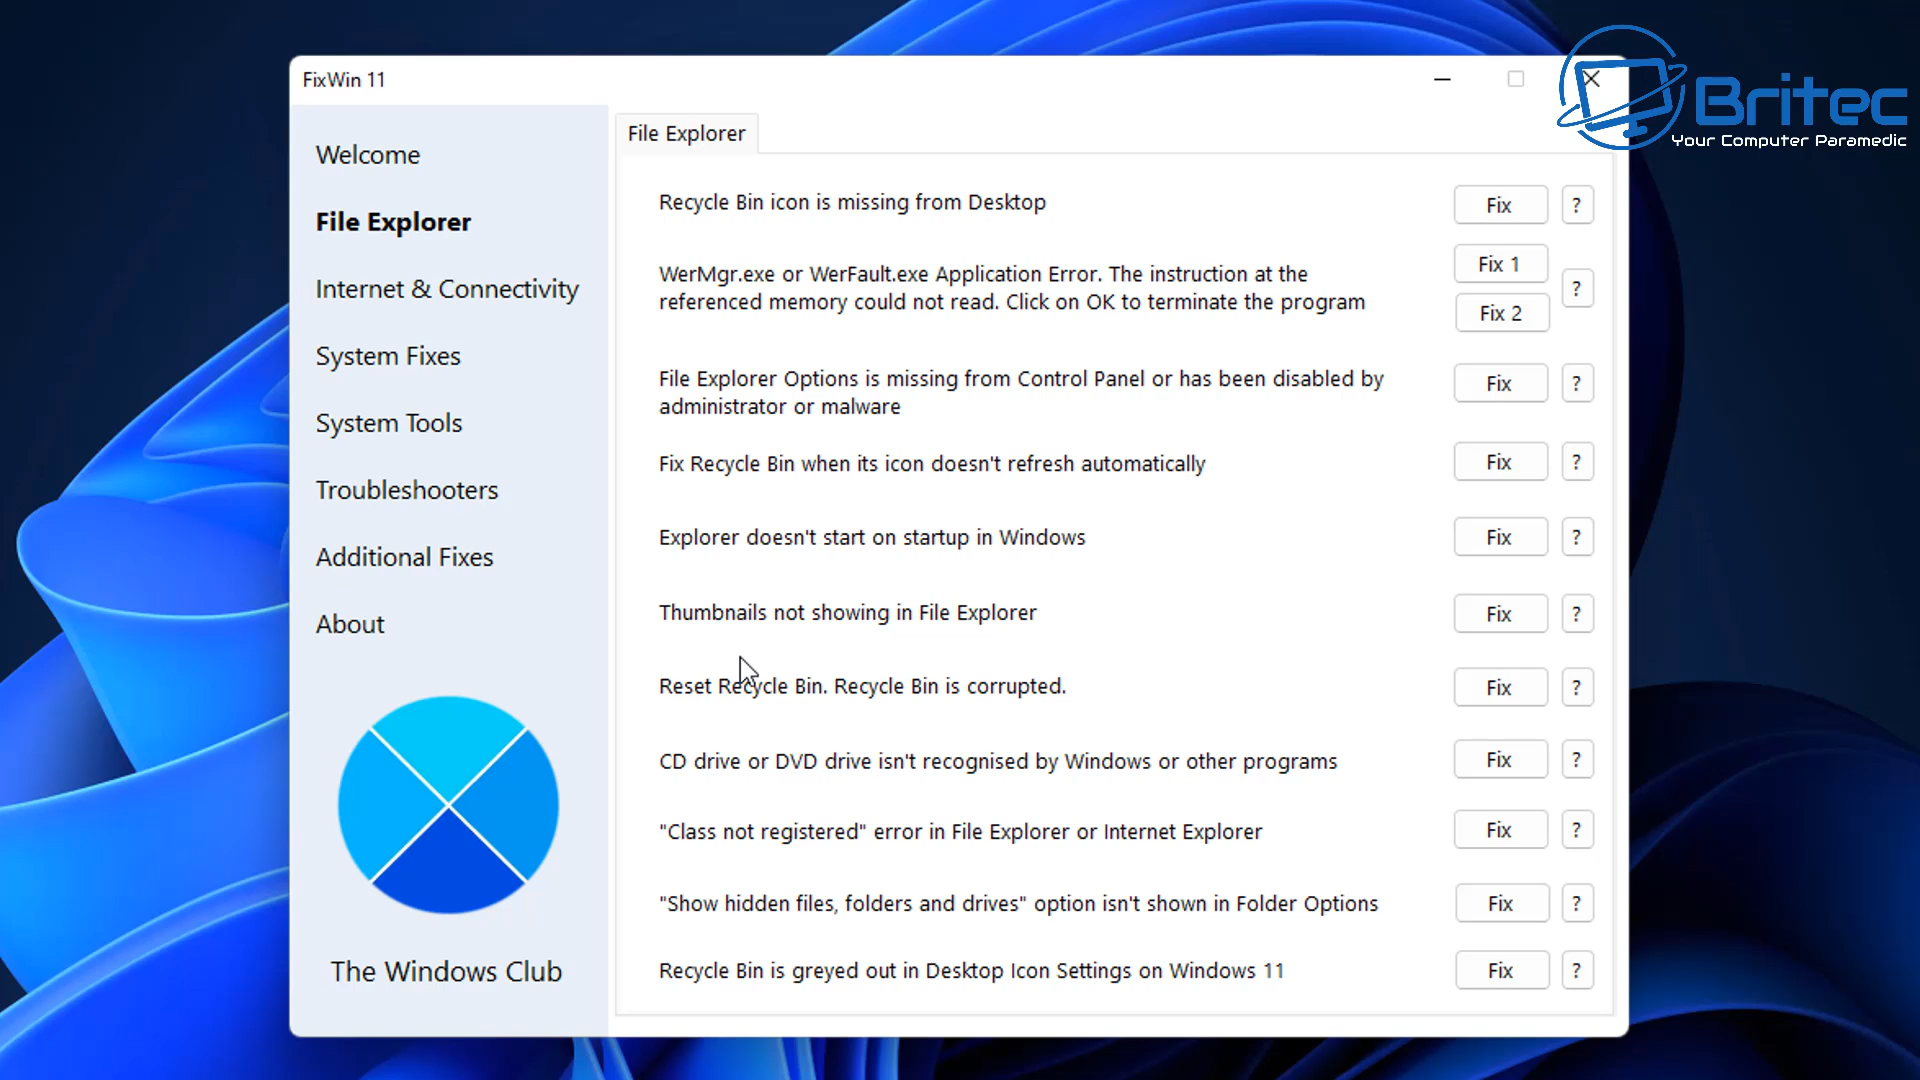 FixWin 11
Britec
Your Computer Paramedic
Welcome
File Explorer
Internet & Connectivity
System Fixes
System Tools
Troubleshooters
Additional Fixes
About
The Windows Club
File Explorer
Recycle Bin icon is missing from Desktop
Fix
?
WerMgr.exe or WerFault.exe Application Error. The instruction at the
referenced memory could not read. Click on OK to terminate the program
Fix 1
Fix 2
?
File Explorer Options is missing from Control Panel or has been disabled by
administrator or malware
Fix
?
Fix Recycle Bin when its icon doesn't refresh automatically
Fix
?
Explorer doesn't start on startup in Windows
Fix
?
Thumbnails not showing in File Explorer
Fix
?
Reset Recycle Bin. Recycle Bin is corrupted.
Fix
?
CD drive or DVD drive isn't recognised by Windows or other programs
Fix
?
"Class not registered" error in File Explorer or Internet Explorer
Fix
?
"Show hidden files, folders and drives" option isn't shown in Folder Options
Fix
?
Recycle Bin is greyed out in Desktop Icon Settings on Windows 11
Fix
?